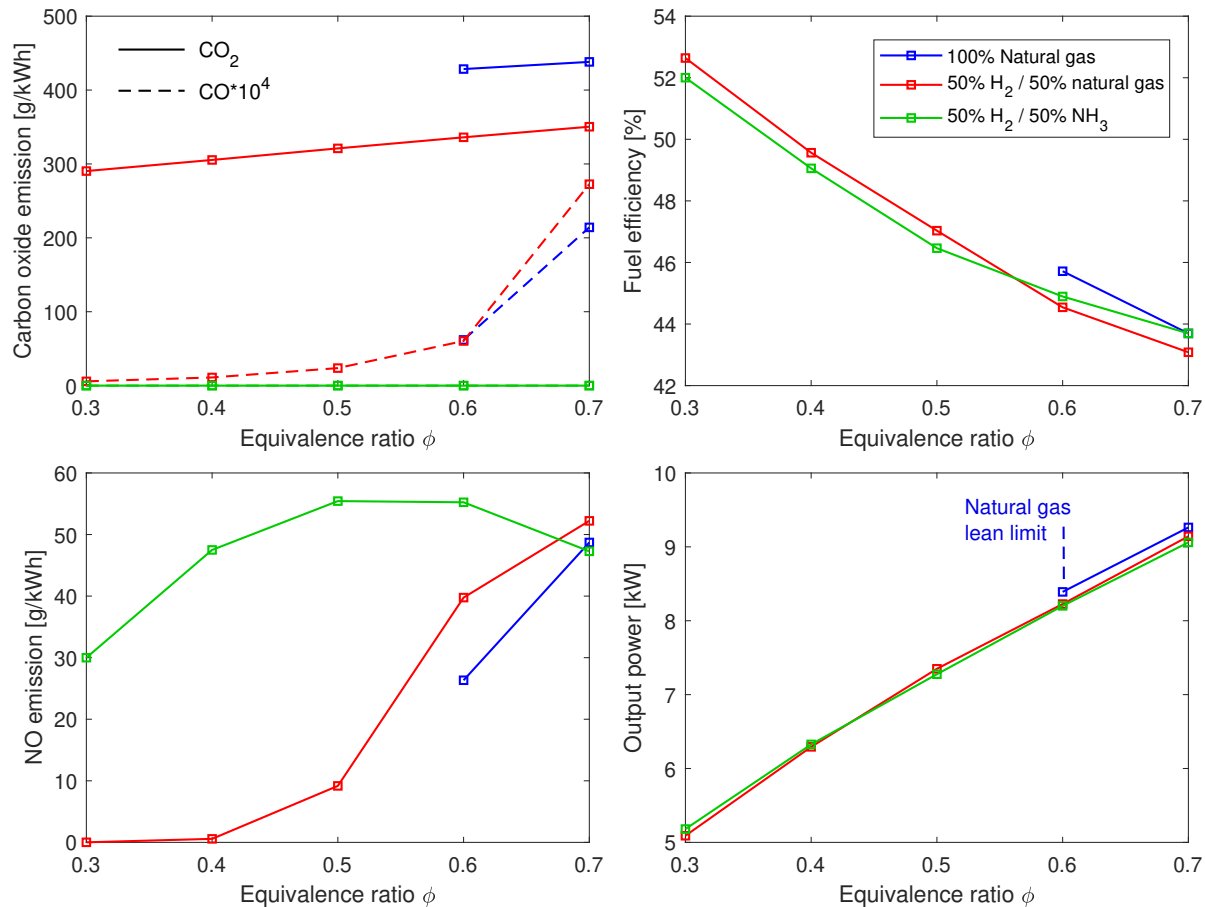 500
400
300
200
100
0
CO2
CO*10^4
Carbon oxide emission [g/kWh]
0.3 0.4 0.5 0.6 0.7
Equivalence ratio ϕ
54
52
50
48
46
44
42
100% Natural gas
50% H2 / 50% natural gas
50% H2 / 50% NH3
Fuel efficiency [%]
0.3 0.4 0.5 0.6 0.7
Equivalence ratio ϕ
60
50
40
30
20
10
0
NO emission [g/kWh]
0.3 0.4 0.5 0.6 0.7
Equivalence ratio ϕ
10
9
8
7
6
5
Natural gas
lean limit
Output power [kW]
0.3 0.4 0.5 0.6 0.7
Equivalence ratio ϕ